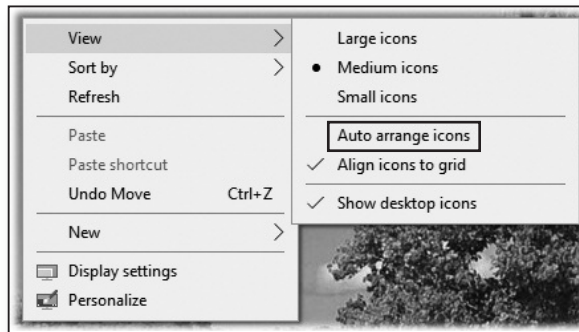 View
Sort by
Refresh
Paste
Paste shortcut
Undo Move Ctrl+Z
New
Display settings
Personalize
Large icons
Medium icons
Small icons
Auto arrange icons
Align icons to grid
Show desktop icons